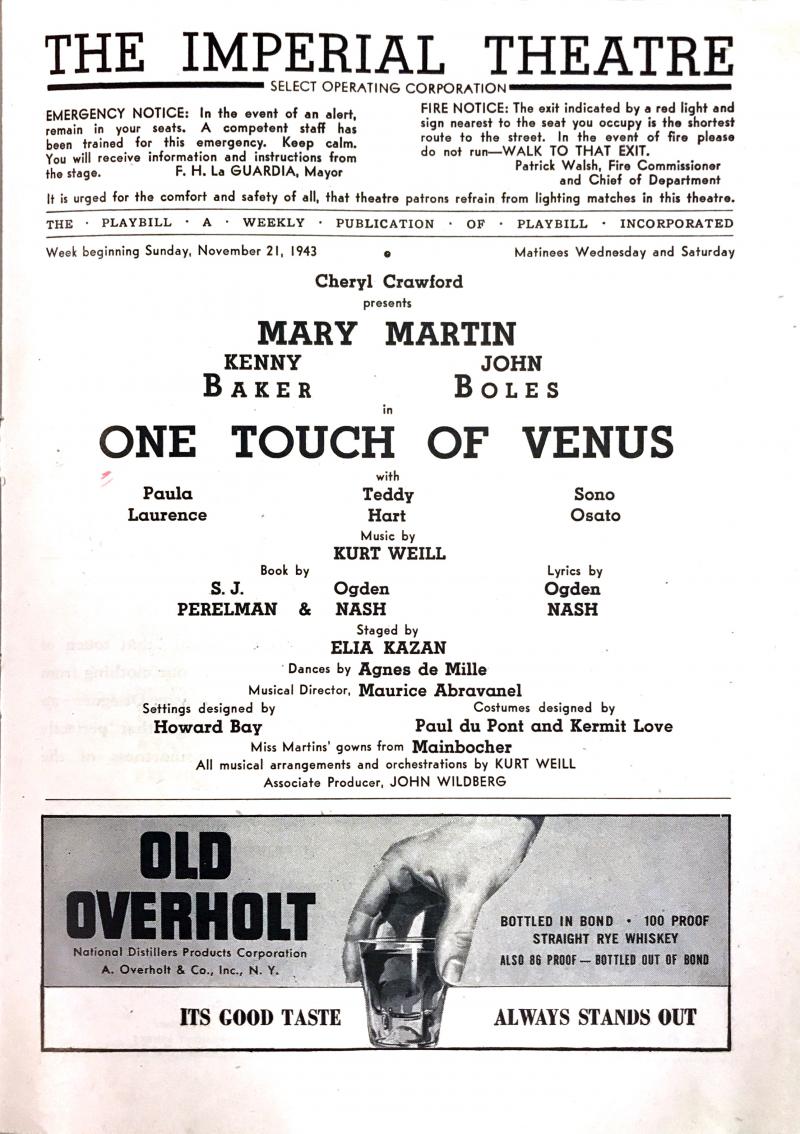 THE IMPERIAL THEATRE
SELECT OPERATING CORPORATION
EMERGENCY NOTICE: In the event of an alert,
remain in your seats. A competent staff has
been trained for this emergency. Keep calm.
You will receive information and instructions from
the stage. F. H. La GUARDIA, Mayor
FIRE NOTICE: The exit indicated by a red light and
sign nearest to the seat you occupy is the shortest
route to the street. In the event of fire please
do not run—WALK TO THAT EXIT.
Patrick Walsh, Fire Commissioner
and Chief of Department
It is urged for the comfort and safety of all, that theatre patrons refrain from lighting matches in this theatre.
THE · PLAYBILL · A · WEEKLY · PUBLICATION · OF · PLAYBILL · INCORPORATED
Week beginning Sunday, November 21, 1943 • Matinees Wednesday and Saturday
Cheryl Crawford
presents
MARY MARTIN
KENNY JOHN
BAKER BOLES
in
ONE TOUCH OF VENUS
with
Paula Teddy Sono
Laurence Hart Osato
Music by
KURT WEILL
Book by Lyrics by
S. J. Ogden Ogden
PERELMAN & NASH NASH
Staged by
ELIA KAZAN
Dances by Agnes de Mille
Musical Director, Maurice Abravanel
Settings designed by Costumes designed by
Howard Bay Paul du Pont and Kermit Love
Miss Martins' gowns from Mainbocher
All musical arrangements and orchestrations by KURT WEILL
Associate Producer, JOHN WILDBERG
OLD
OVERHOLT
National Distillers Products Corporation
A. Overholt & Co., Inc., N. Y.
BOTTLED IN BOND • 100 PROOF
STRAIGHT RYE WHISKEY
ALSO 86 PROOF — BOTTLED OUT OF BOND
ITS GOOD TASTE ALWAYS STANDS OUT